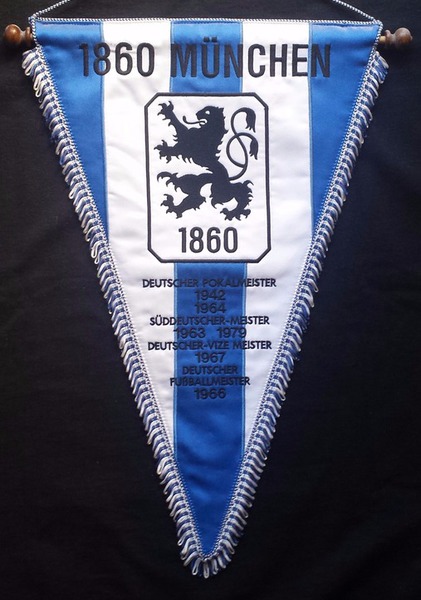 1860 MÜNCHEN
1860
DEUTSCHER POKALMEISTER
1942
1964
SÜDDEUTSCHER-MEISTER
1963 1979
DEUTSCHER-VIZE MEISTER
1967
DEUTSCHER
FUßBALLMEISTER
1966